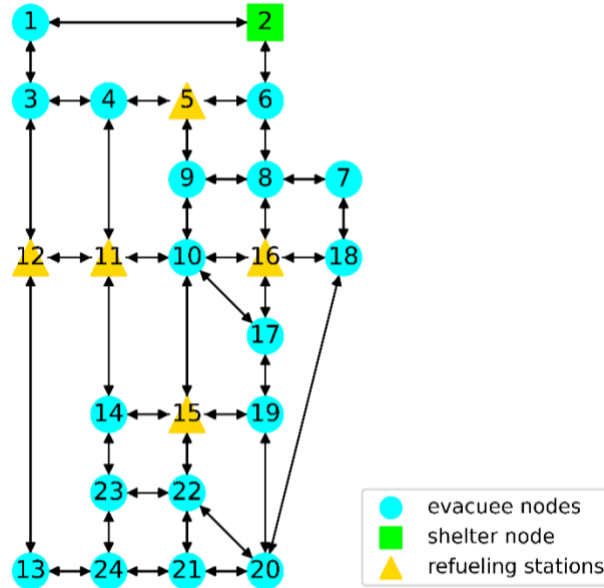 1 2
3 4 5 6
9 8 7
12 11 10 16 18
17
14 15 19
23 22
13 24 21 20
evacuee nodes
shelter node
refueling stations